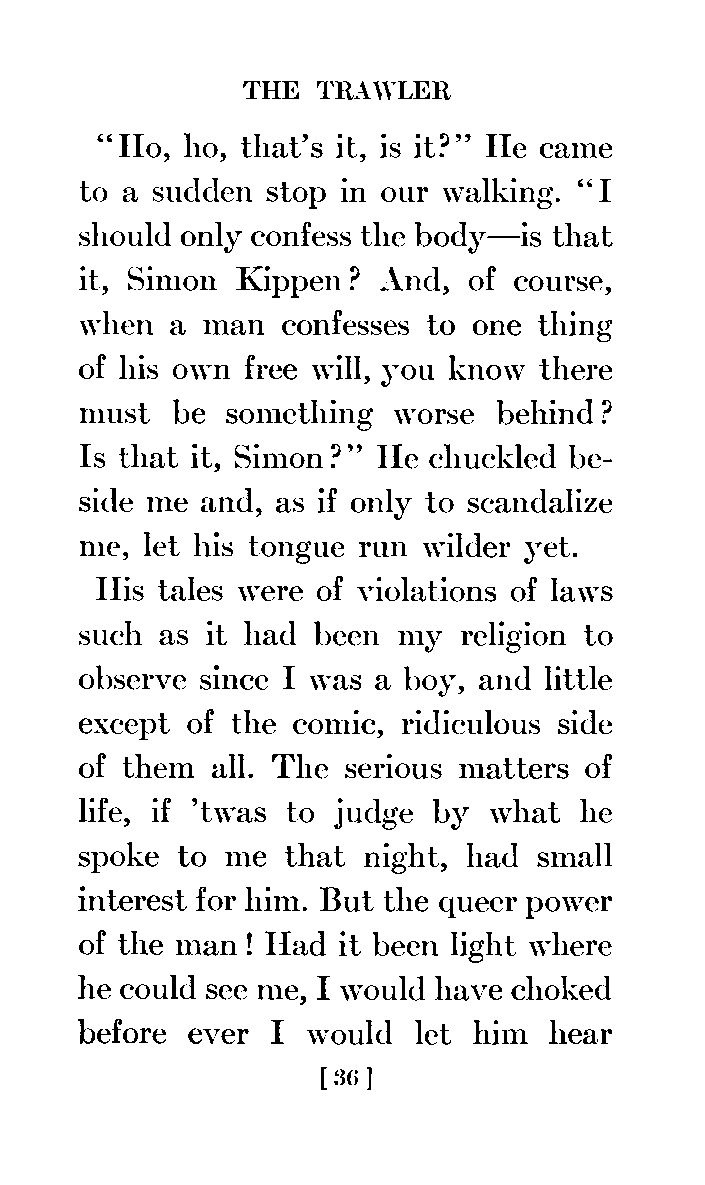 THE TRAWLER
“Ho, ho, that’s it, is it?” He came
to a sudden stop in our walking. “I
should only confess the body—is that
it, Simon Kippen? And, of course,
when a man confesses to one thing
of his own free will, you know there
must be something worse behind?
Is that it, Simon?” He chuckled be-
side me and, as if only to scandalize
me, let his tongue run wilder yet.
His tales were of violations of laws
such as it had been my religion to
observe since I was a boy, and little
except of the comic, ridiculous side
of them all. The serious matters of
life, if ’twas to judge by what he
spoke to me that night, had small
interest for him. But the queer power
of the man! Had it been light where
he could see me, I would have choked
before ever I would let him hear
[36]